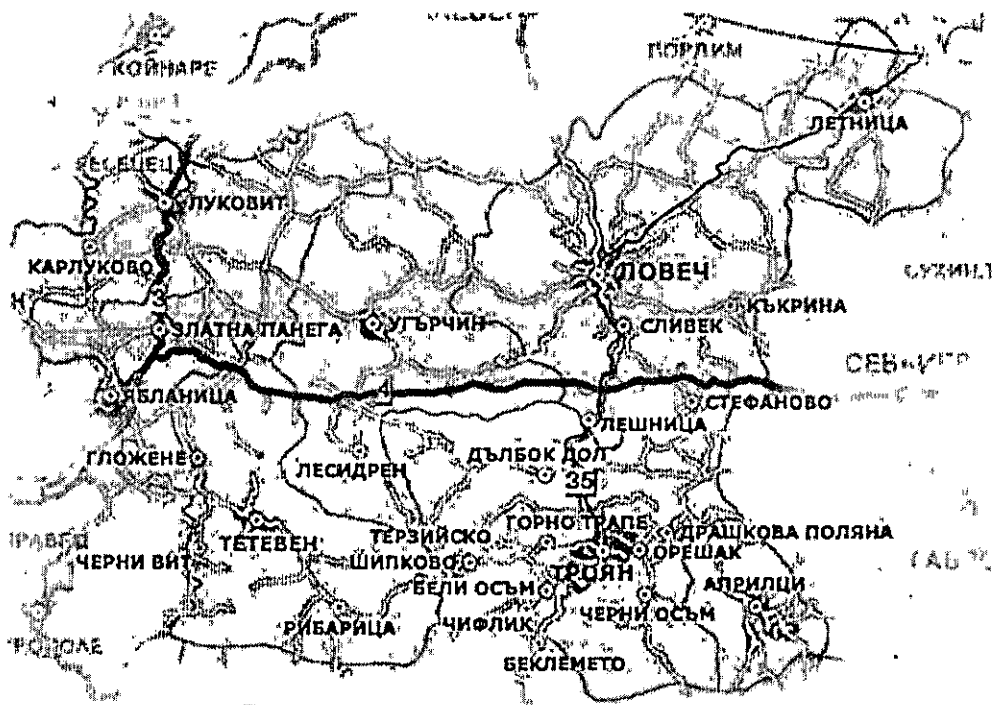 КОЙНАРЕ
ПОРДИМ
ЛЕТНИЦА
ЛУКОВИТ
КАРЛУКОВО
ЛОВЕЧ
КЪКРИНА
ЗЛАТНА ПАНЕГА
УГЪРЧИН
СЛИВЕК
ЯБЛАНИЦА
4
СТЕФАНОВО
ЛЕШНИЦА
ГЛОЖЕНЕ
ЛЕСИДРЕН
ДЪЛБОК ДОЛ
35
ТЕТЕВЕН
ТЕРЗИЙСКО
ГОРНО ТРАПЕ
ДРАШКОВА ПОЛЯНА
ЧЕРНИ ВИТ
ШИПКОВО
ОРЕШАК
ТРОЯН
АПРИЛЦИ
БЕЛИ ОСЪМ
РИБАРИЦА
ЧИФЛИК
ЧЕРНИ ОСЪМ
БЕКЛЕМЕТО